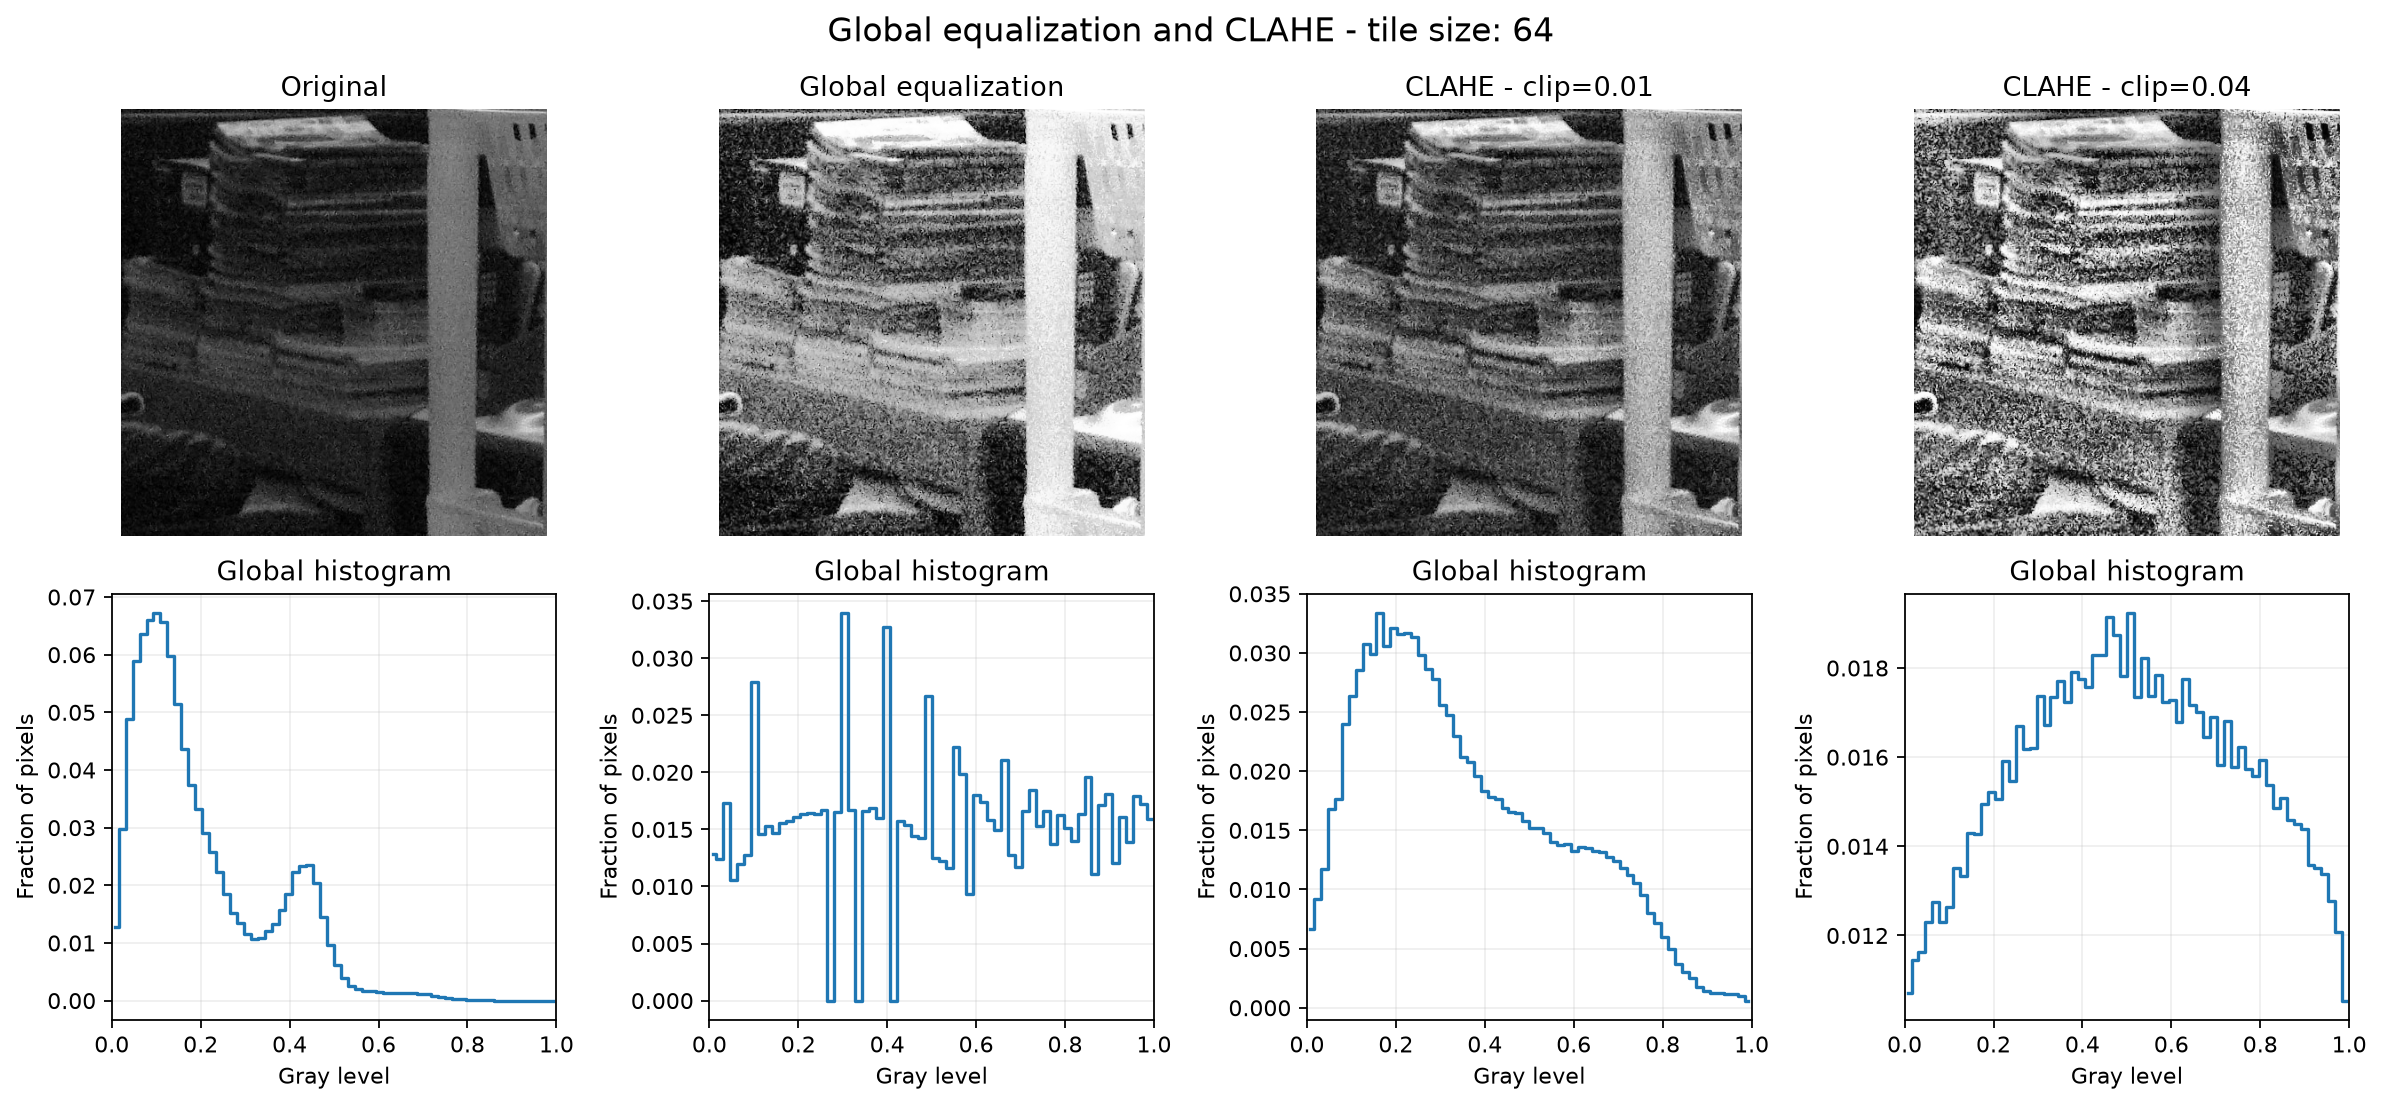 Global equalization and CLAHE - tile size: 64
Original
Global equalization
CLAHE - clip=0.01
CLAHE - clip=0.04
Global histogram
Global histogram
Global histogram
Global histogram
Fraction of pixels
0.07
0.06
0.05
0.04
0.03
0.02
0.01
0.00
0.0 0.2 0.4 0.6 0.8 1.0
Gray level
Fraction of pixels
0.035
0.030
0.025
0.020
0.015
0.010
0.005
0.000
0.0 0.2 0.4 0.6 0.8 1.0
Gray level
Fraction of pixels
0.035
0.030
0.025
0.020
0.015
0.010
0.005
0.000
0.0 0.2 0.4 0.6 0.8 1.0
Gray level
Fraction of pixels
0.018
0.016
0.014
0.012
0.0 0.2 0.4 0.6 0.8 1.0
Gray level